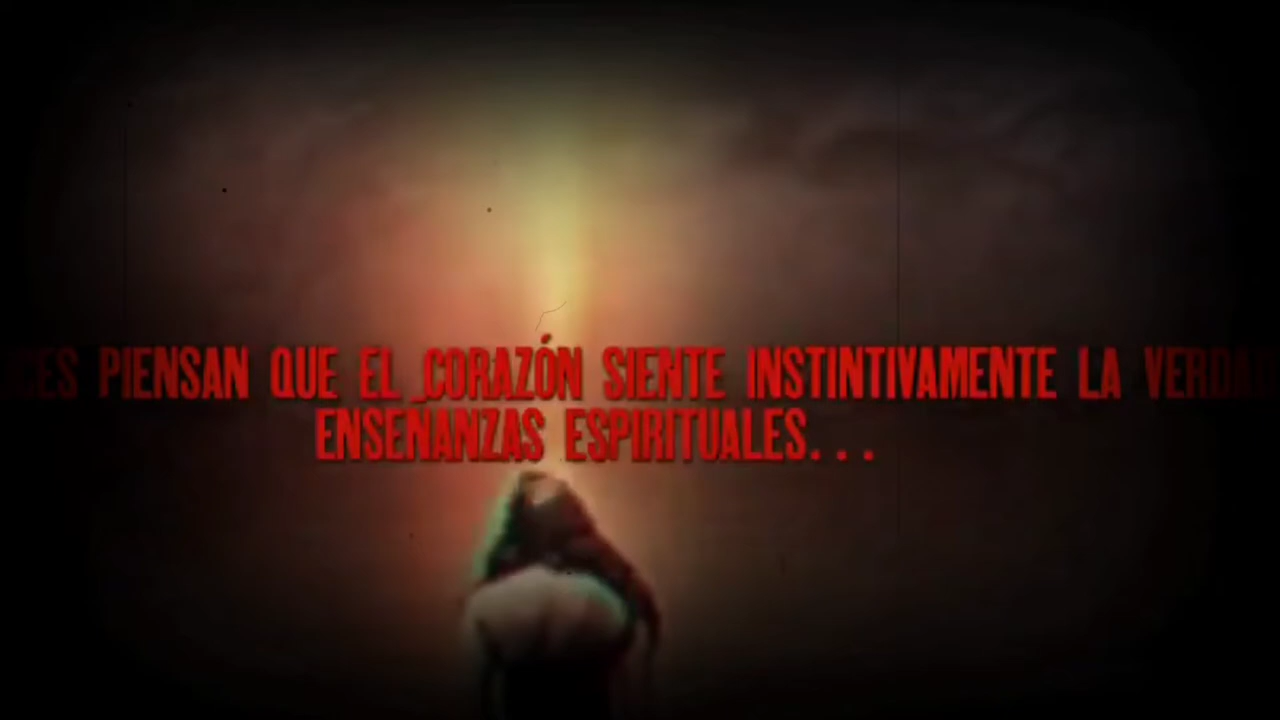 PIENSAN QUE EL CORAZÓN SIENTE INSTINTIVAMENTE LA
ENSEÑANZAS ESPIRITUALES...